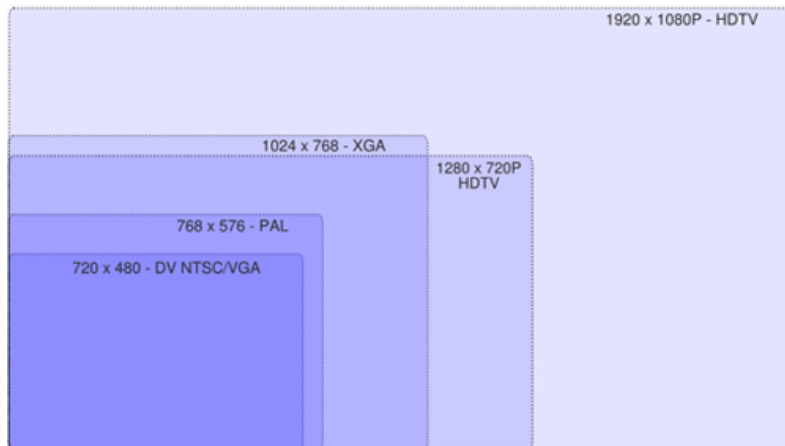 1920 x 1080P - HDTV
1024 x 768 - XGA
1280 x 720P
HDTV
768 x 576 - PAL
720 x 480 - DV NTSC/VGA